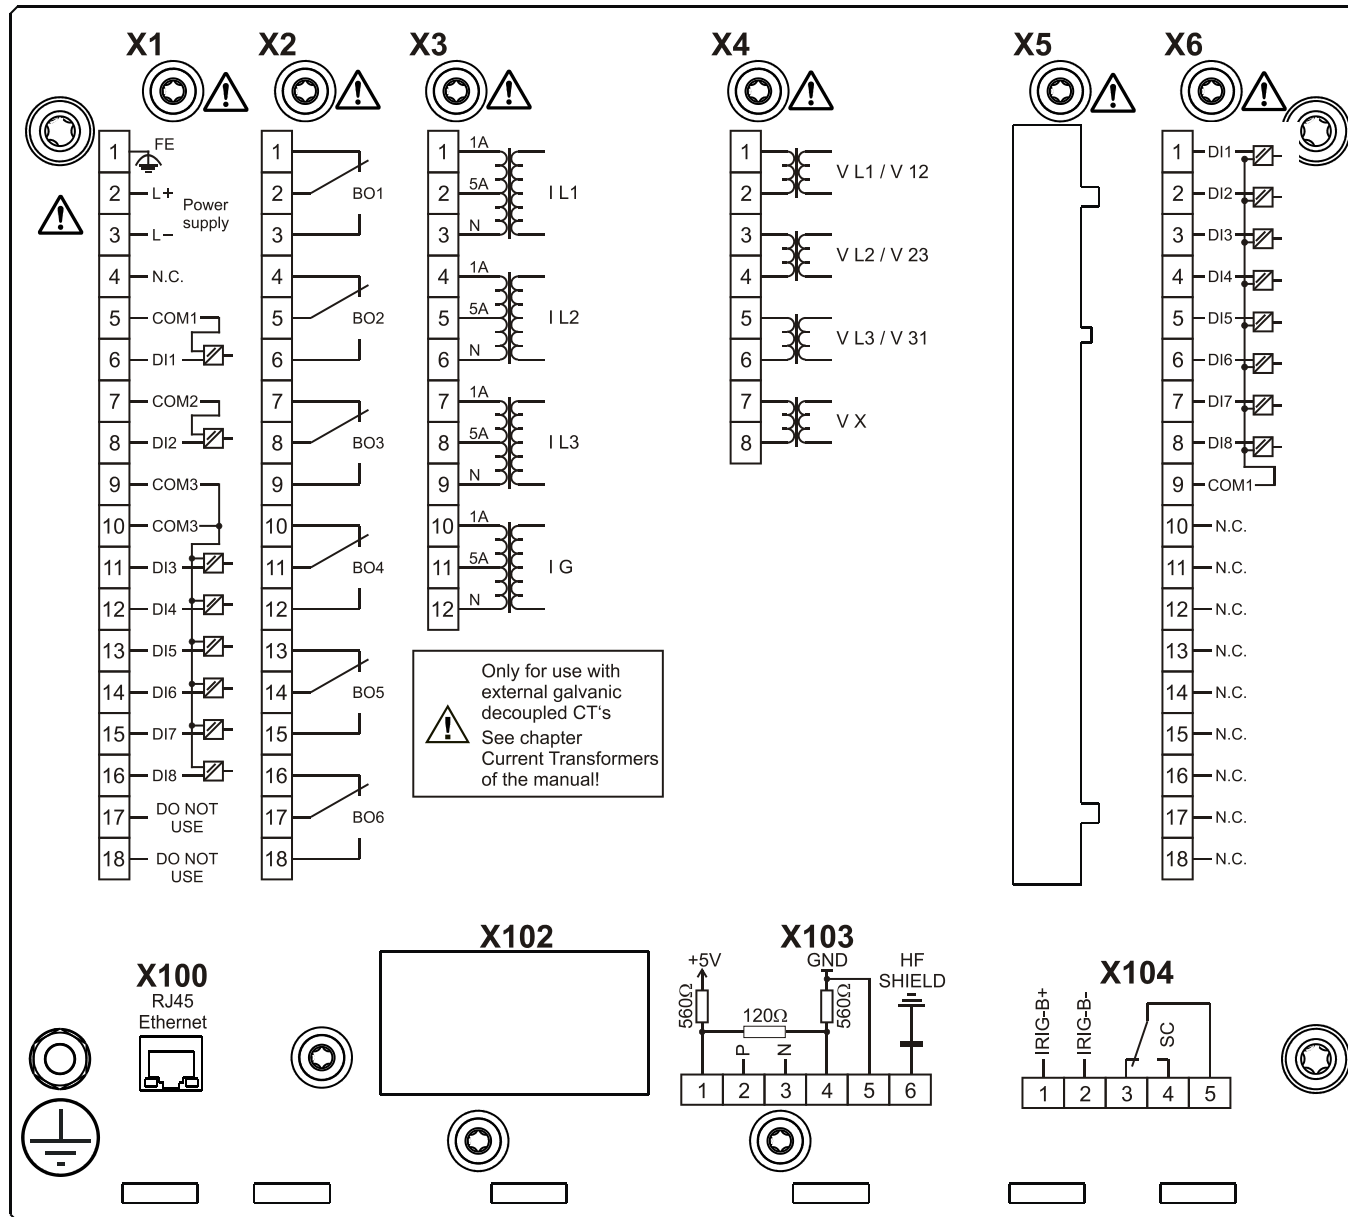 X1
X2
X3
X4
X5
X6
1 FE
2 L+
Power
supply
3 L−
4 N.C.
5 COM1
6 DI1
7 COM2
8 DI2
9 COM3
10 COM3
11 DI3
12 DI4
13 DI5
14 DI6
15 DI7
16 DI8
17 DO NOT
USE
18 DO NOT
USE
1
2 BO1
3
4
5 BO2
6
7
8 BO3
9
10
11 BO4
12
13
14 BO5
15
16
17 BO6
18
1 1A
2 5A I L1
3 N
4 1A
5 5A I L2
6 N
7 1A
8 5A I L3
9 N
10 1A
11 5A I G
12 N
Only for use with
external galvanic
decoupled CT's
See chapter
Current Transformers
of the manual!
1
V L1 / V 12
2
3
V L2 / V 23
4
5
V L3 / V 31
6
7
V X
8
1 DI1
2 DI2
3 DI3
4 DI4
5 DI5
6 DI6
7 DI7
8 DI8
9 COM1
10 N.C.
11 N.C.
12 N.C.
13 N.C.
14 N.C.
15 N.C.
16 N.C.
17 N.C.
18 N.C.
X100
RJ45
Ethernet
X102
X103
+5V
GND
HF
SHIELD
560Ω
120Ω
560Ω
P
N
1 2 3 4 5 6
X104
IRIG-B+
IRIG-B-
SC
1 2 3 4 5